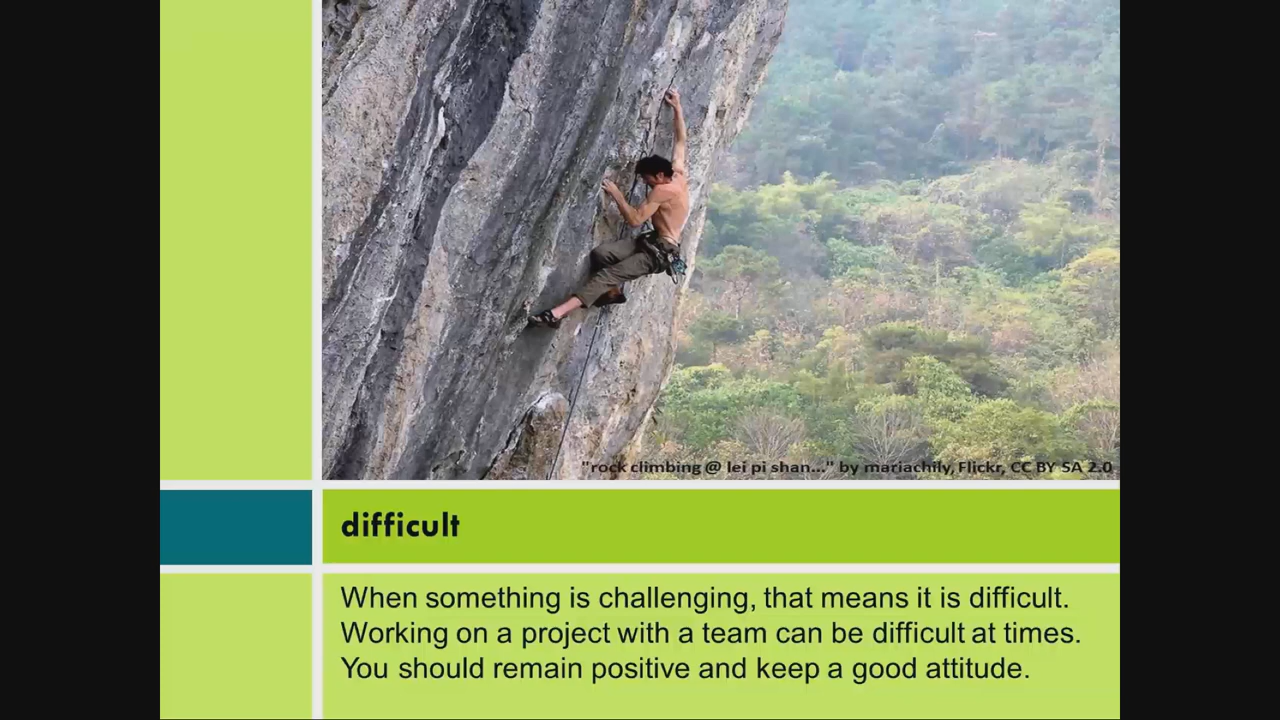 "rock climbing @ lei pi shan..." by mariachily, Flickr, CC BY SA 2.0
difficult
When something is challenging, that means it is difficult.
Working on a project with a team can be difficult at times.
You should remain positive and keep a good attitude.